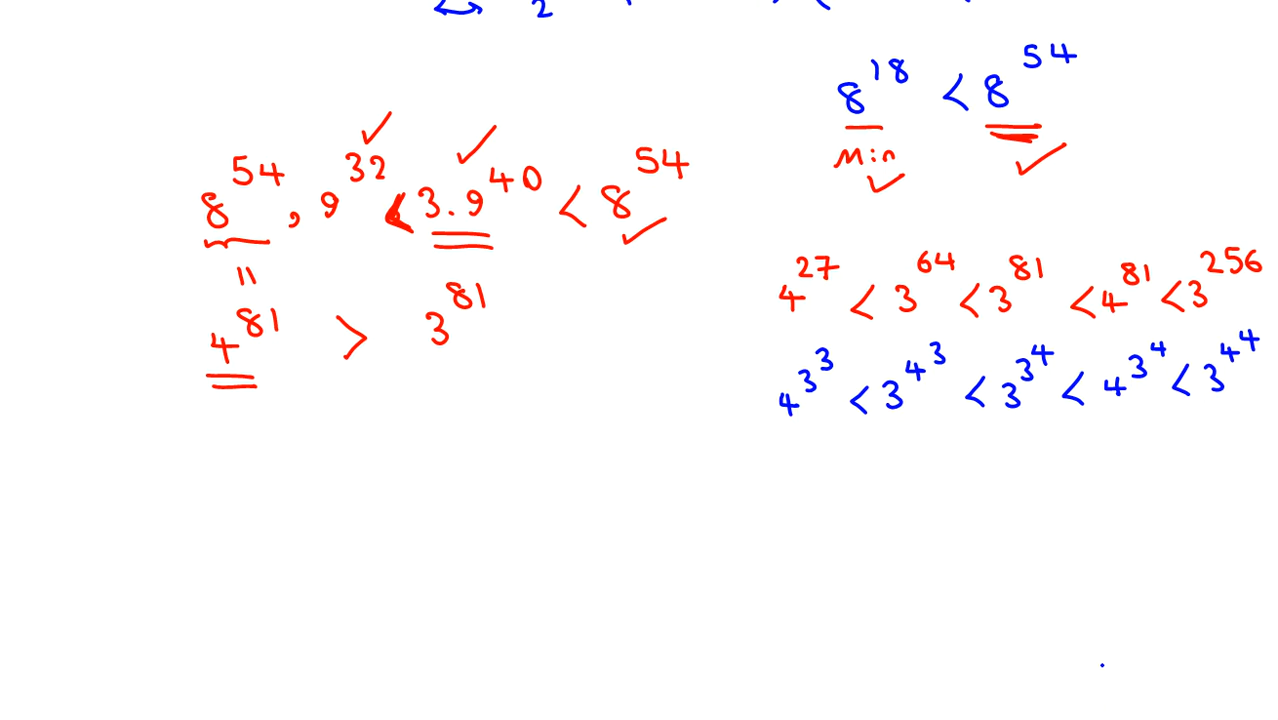 8^18 < 8^54
Min
8^54, 9^32 < 3.9^40 < 8^54
=
4^81 > 3^81
4^27 < 3^64 < 3^81 < 4^81 < 3^256
4^3^3 < 3^4^3 < 3^3^4 < 4^3^4 < 3^4^4